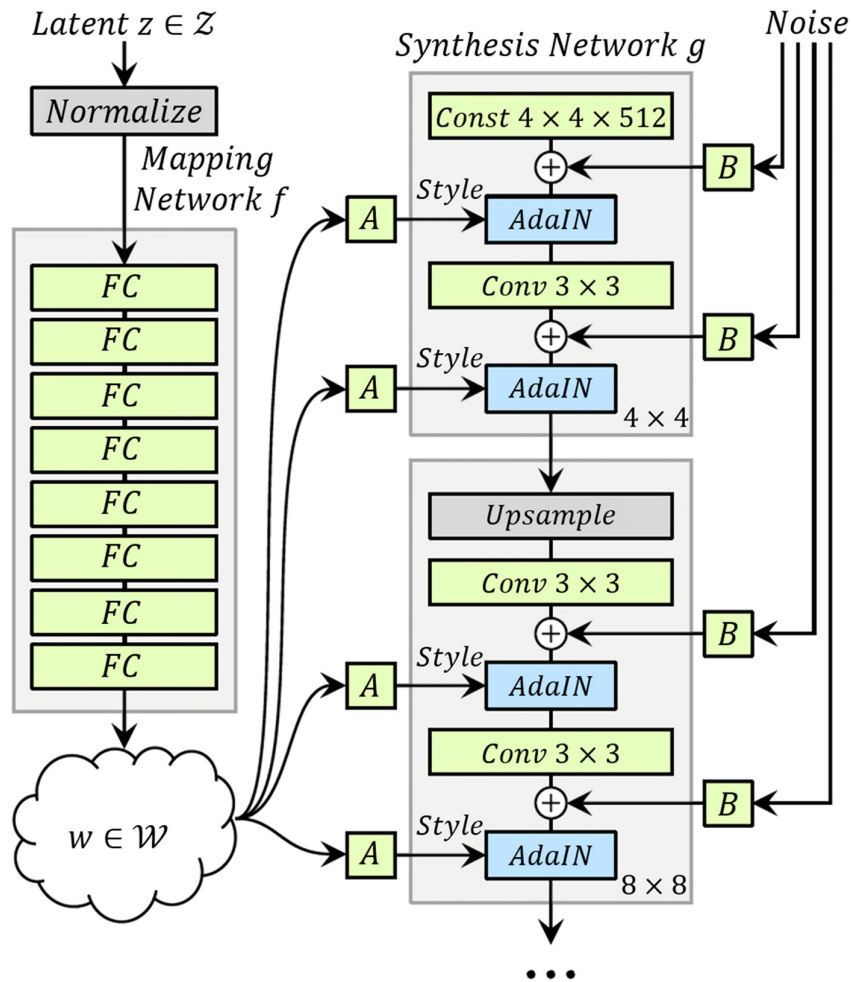 Latent z ∈ 𝒵
Normalize
Mapping
Network f
FC
FC
FC
FC
FC
FC
FC
FC
w ∈ 𝒲
Synthesis Network g
Noise
Const 4 × 4 × 512
B
A
Style
AdaIN
Conv 3 × 3
B
A
Style
AdaIN
4 × 4
Upsample
Conv 3 × 3
B
A
Style
AdaIN
Conv 3 × 3
B
A
Style
AdaIN
8 × 8
...